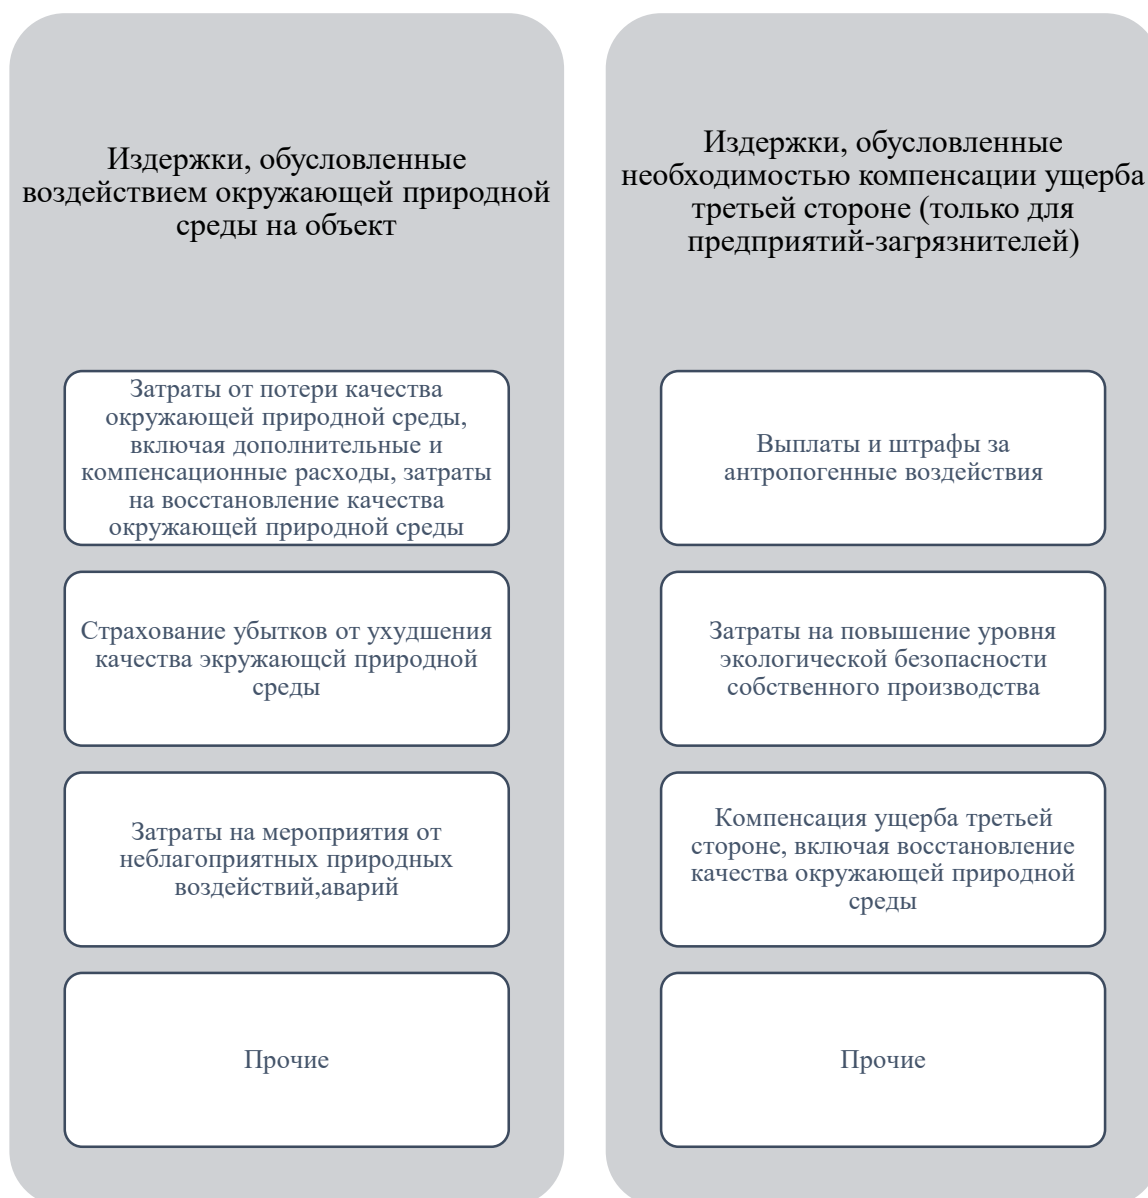 Издержки, обусловленные
воздействием окружающей природной
среды на объект
Затраты от потери качества
окружающей природной среды,
включая дополнительные и
компенсационные расходы, затраты
на восстановление качества
окружающей природной среды
Страхование убытков от ухудшения
качества экружающсй природной
среды
Затраты на мероприятия от
неблагоприятных природных
воздействий,аварий
Прочие
Издержки, обусловленные
необходимостью компенсации ущерба
третьей стороне (только для
предприятий-загрязнителей)
Выплаты и штрафы за
антропогенные воздействия
Затраты на повышение уровня
экологической безопасности
собственного производства
Компенсация ущерба третьей
стороне, включая восстановление
качества окружающей природной
среды
Прочие